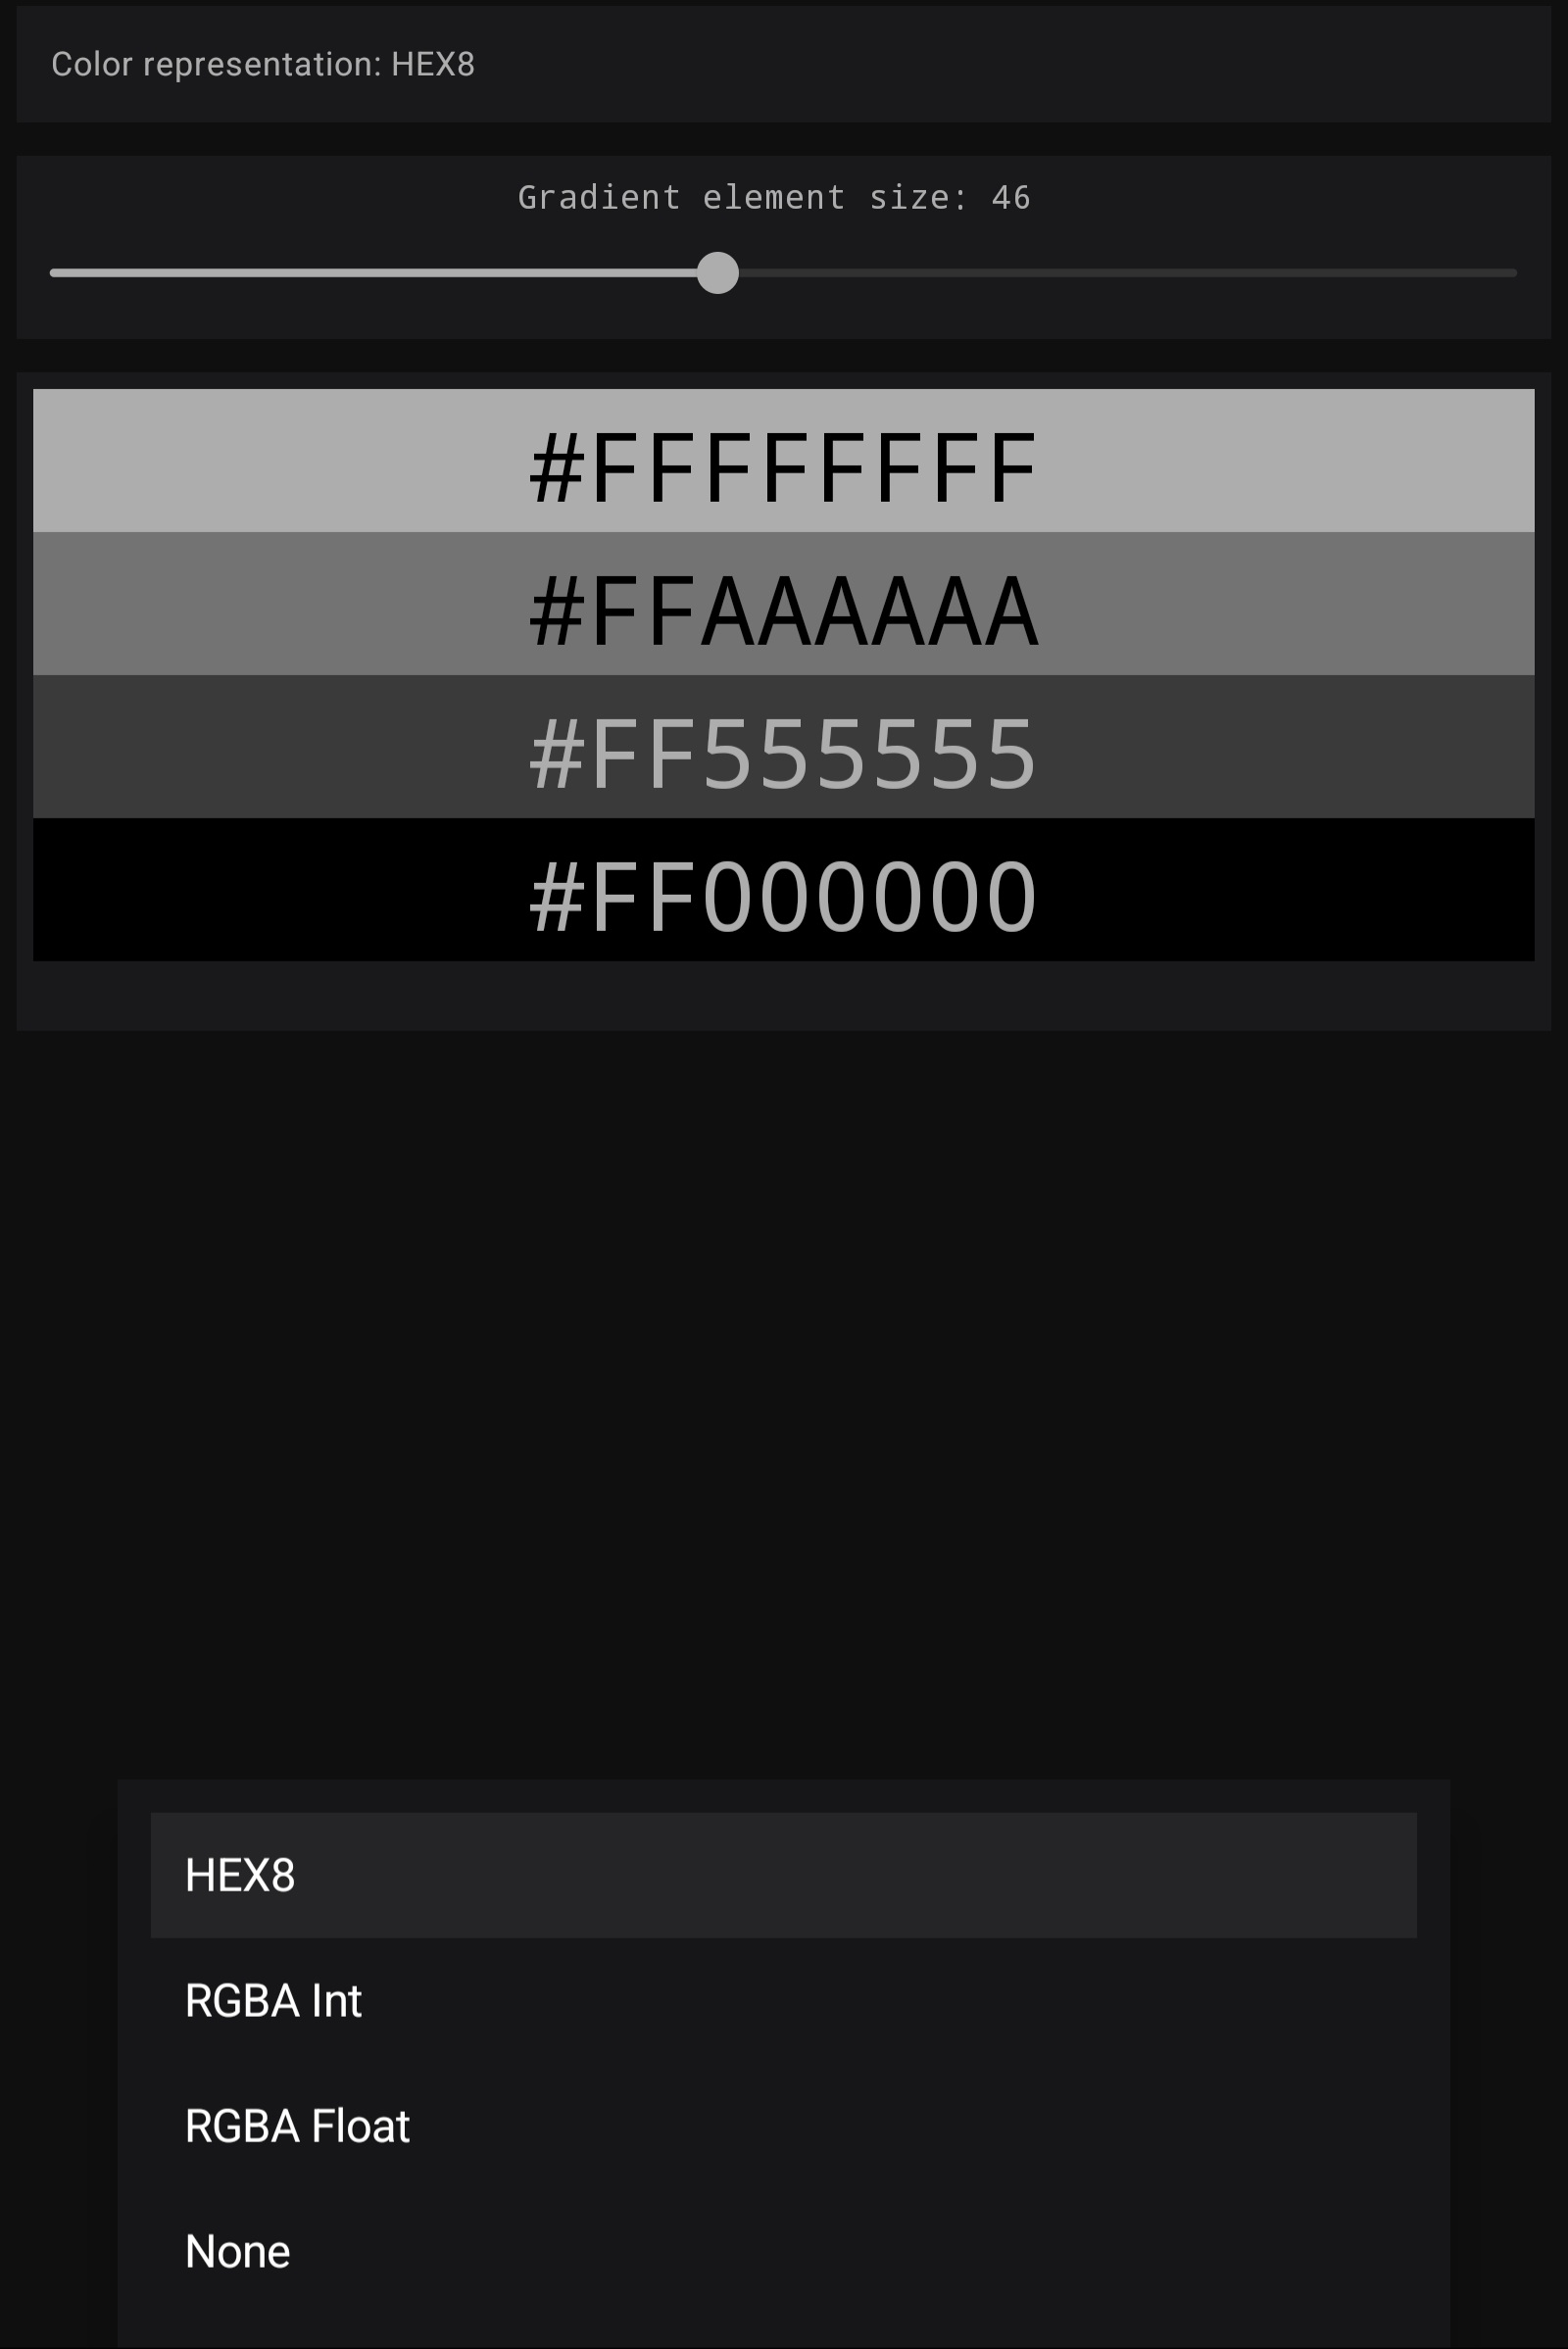 Color representation: HEX8
Gradient element size: 46
#FFFFFFFF
#FFAAAAAA
#FF555555
#FF000000
HEX8
RGBA Int
RGBA Float
None